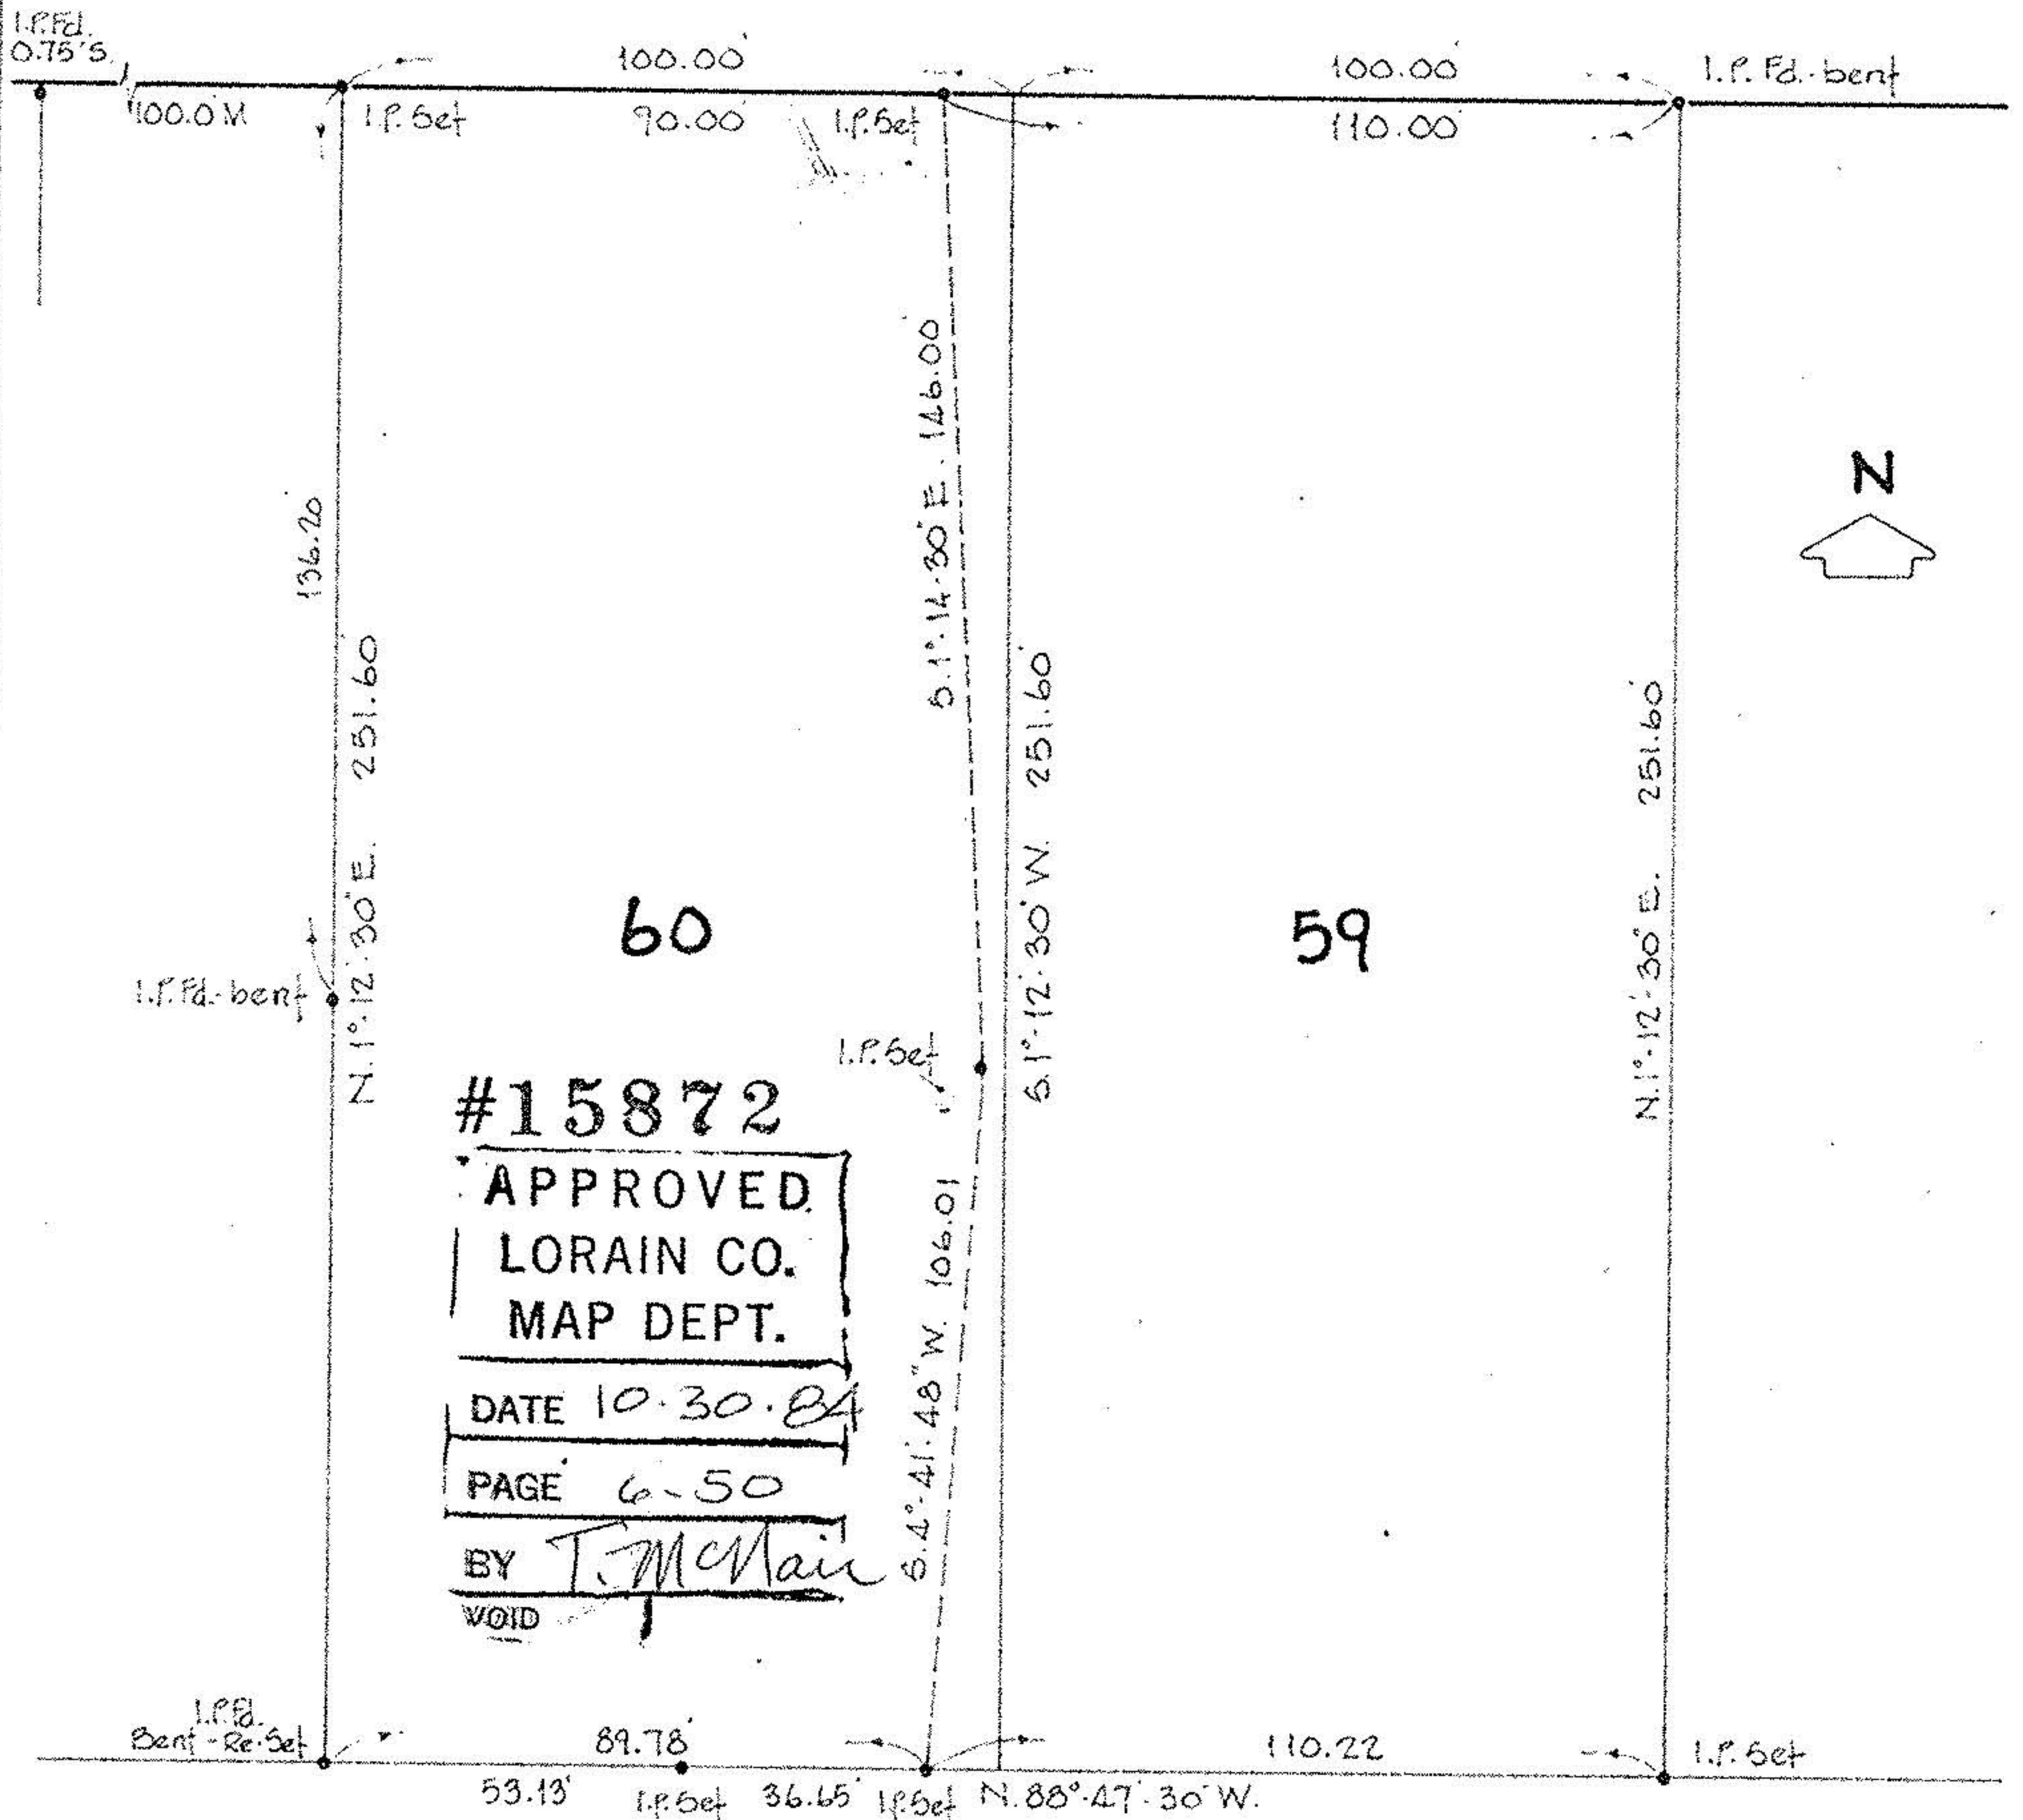 I.P.Fd.
0.75'S.
100.00'
100.00'
I.P. Fd.-bent
100.0 M
I.P. Set
90.00'
I.P. Set
110.00'
136.20
N. 1°-12'-30" E. 251.60'
S. 1°-14'-30" E. 146.00
S. 1°-12'-30" W. 251.60'
N. 1°-12'-30" E. 251.60'
N
60
59
I.P. Fd.-bent
I.P. Set
#15872
APPROVED
LORAIN CO.
MAP DEPT.
DATE 10.30.84
PAGE 6-50
BY T. McNair
VOID
S. 4°-41'-48" W. 106.01
I.P.Fd.
Bent-Re-Set
89.78'
110.22
I.P. Set
53.13'
I.P. Set
36.65'
I.P. Set
N. 88°-47'-30" W.